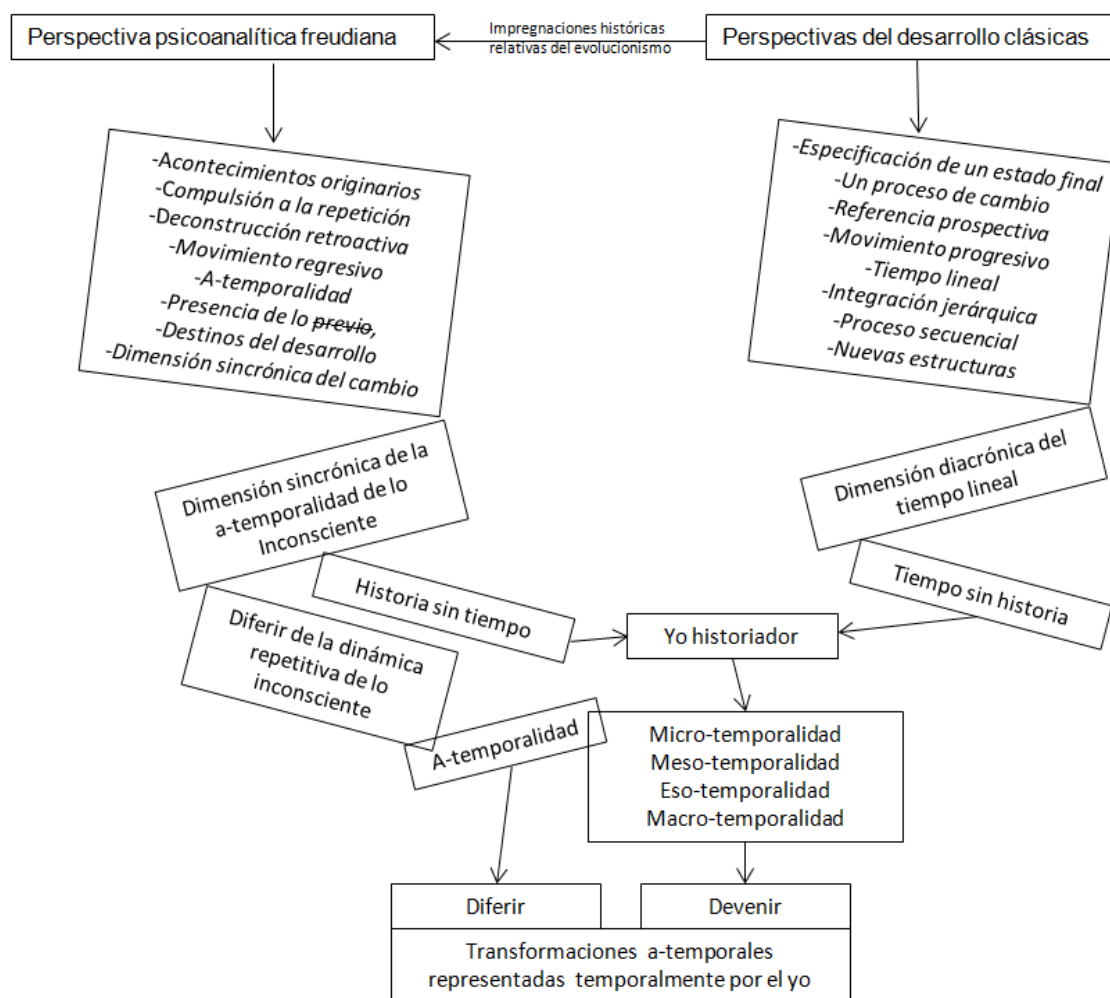 Perspectiva psicoanalítica freudiana
Impregnaciones históricas
relativas del evolucionismo
Perspectivas del desarrollo clásicas
-Acontecimientos originarios
-Compulsión a la repetición
-Deconstrucción retroactiva
-Movimiento regresivo
-A-temporalidad
-Presencia de lo previo,
-Destinos del desarrollo
-Dimensión sincrónica del cambio
-Especificación de un estado final
-Un proceso de cambio
-Referencia prospectiva
-Movimiento progresivo
-Tiempo lineal
-Integración jerárquica
-Proceso secuencial
-Nuevas estructuras
Dimensión sincrónica de la
a-temporalidad de lo
Inconsciente
Dimensión diacrónica del
tiempo lineal
Historia sin tiempo
Tiempo sin historia
Diferir de la dinámica
repetitiva de lo
inconsciente
Yo historiador
A-temporalidad
Micro-temporalidad
Meso-temporalidad
Eso-temporalidad
Macro-temporalidad
Diferir
Devenir
Transformaciones a-temporales
representadas temporalmente por el yo